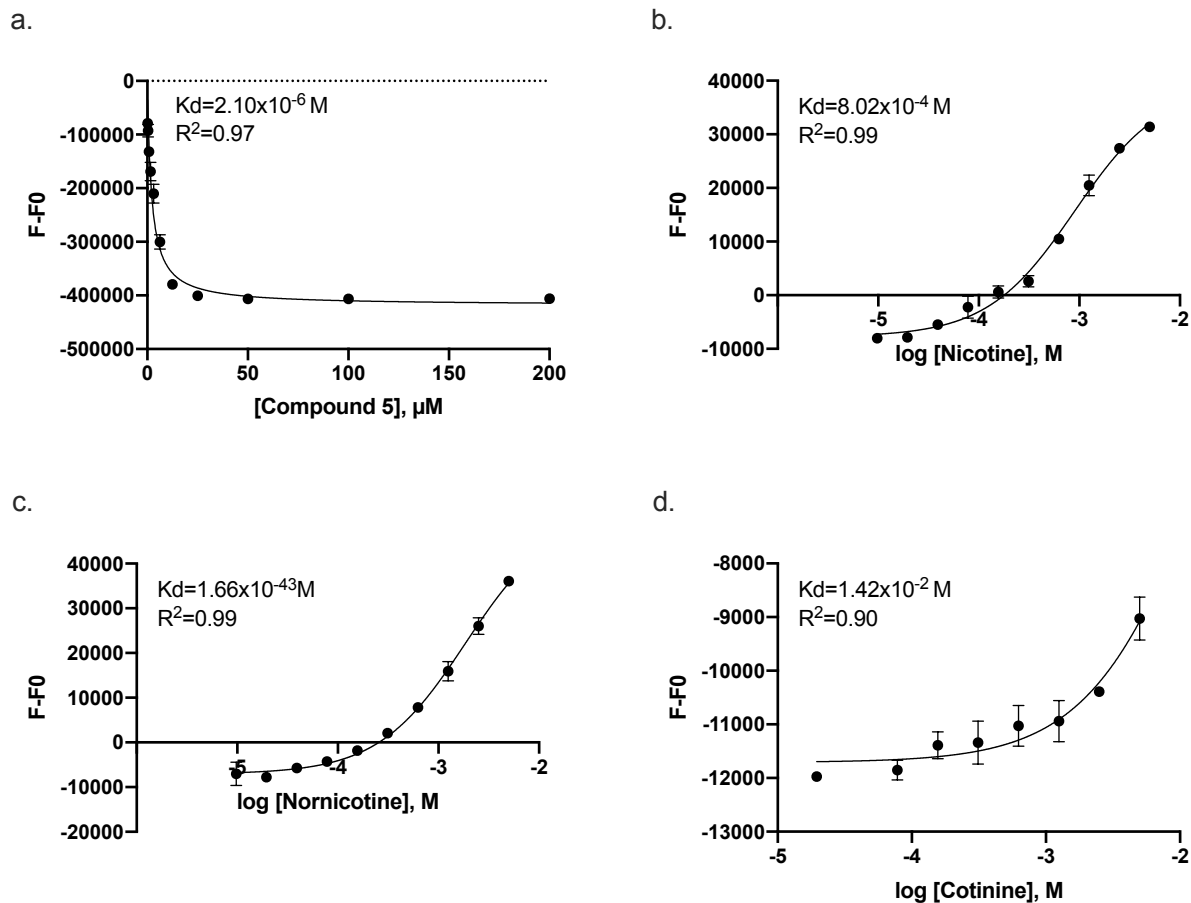 a.
0
-100000
-200000
-300000
-400000
-500000
F-F0
Kd=2.10x10⁻⁶ M
R²=0.97
0 50 100 150 200
[Compound 5], µM
b.
40000
30000
20000
10000
0
-10000
F-F0
Kd=8.02x10⁻⁴ M
R²=0.99
-5 -4 -3 -2
log [Nicotine], M
c.
40000
30000
20000
10000
0
-10000
-20000
F-F0
Kd=1.66x10⁻⁴³M
R²=0.99
-5 -4 -3 -2
log [Nornicotine], M
d.
-8000
-9000
-10000
-11000
-12000
-13000
F-F0
Kd=1.42x10⁻² M
R²=0.90
-5 -4 -3 -2
log [Cotinine], M